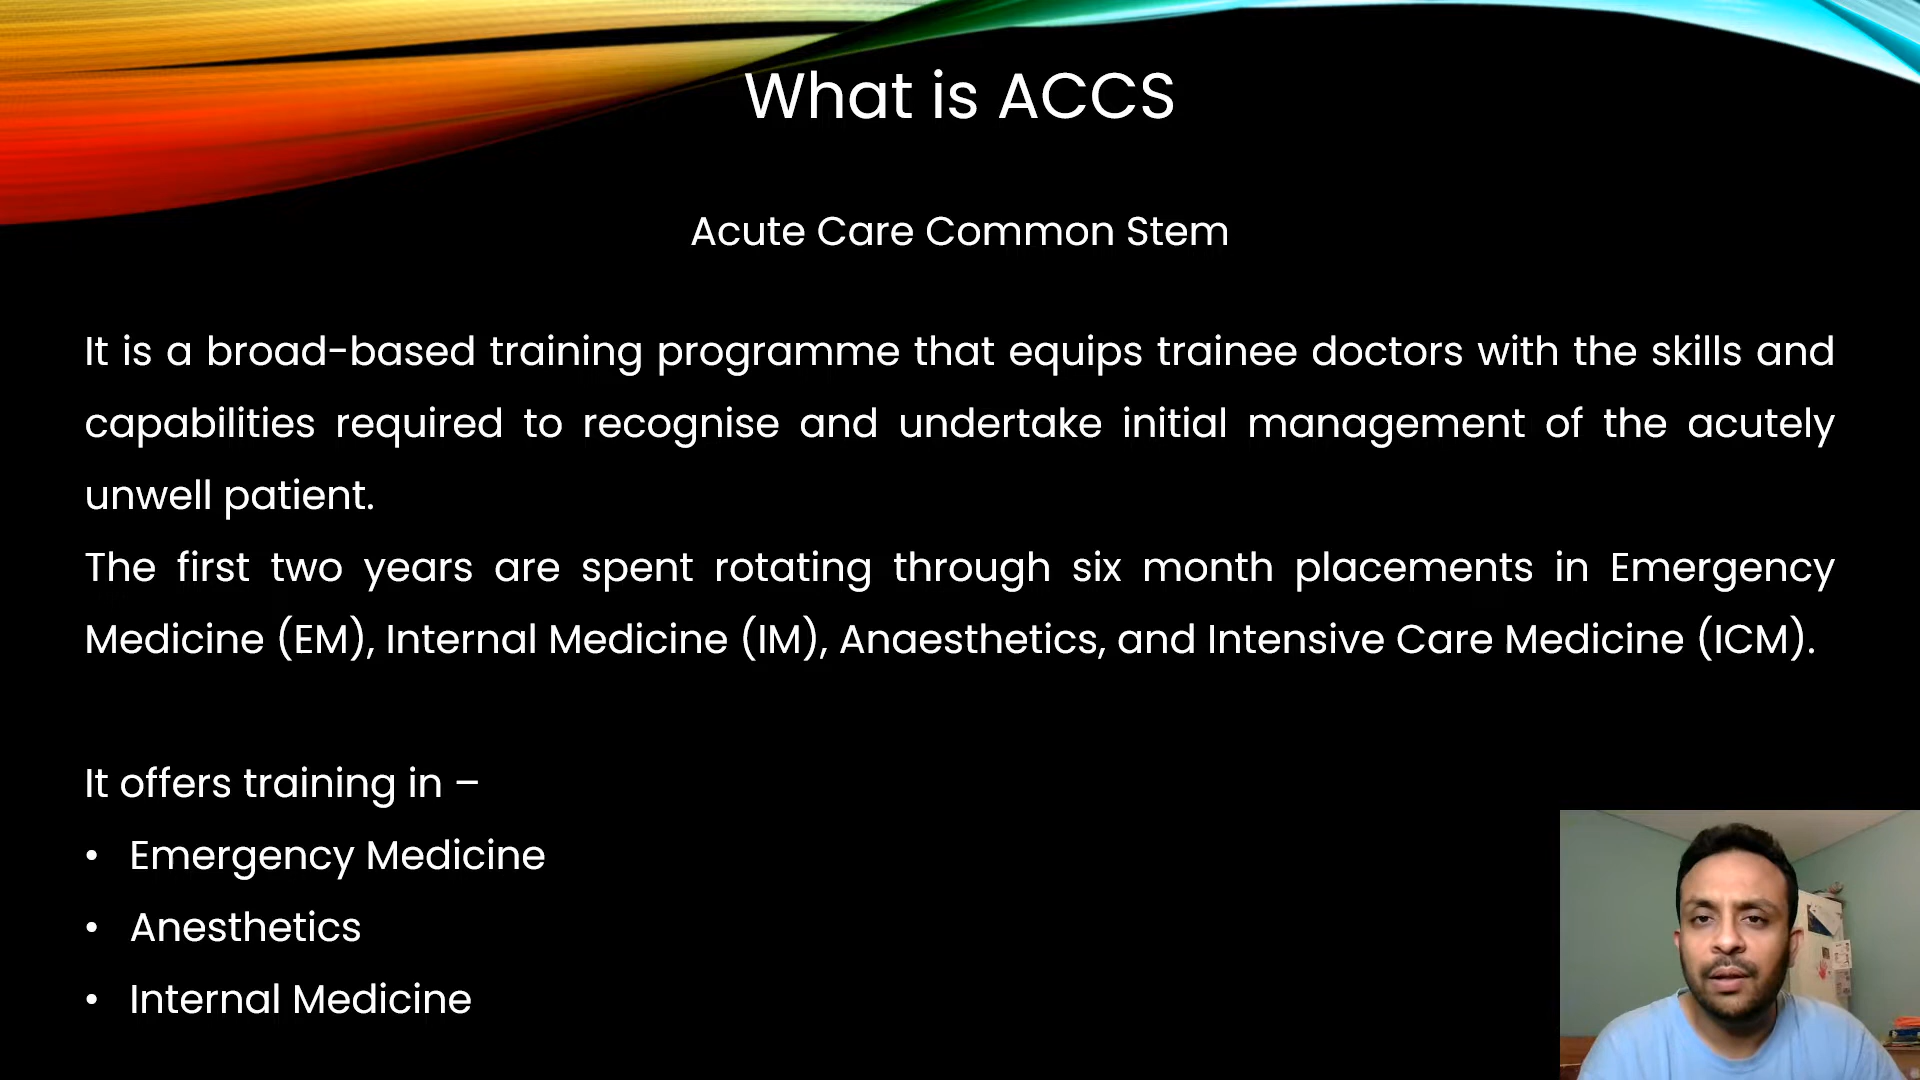 What is ACCS
Acute Care Common Stem
It is a broad-based training programme that equips trainee doctors with the skills and
capabilities required to recognise and undertake initial management of the acutely
unwell patient.
The first two years are spent rotating through six month placements in Emergency
Medicine (EM), Internal Medicine (IM), Anaesthetics, and Intensive Care Medicine (ICM).
It offers training in –
• Emergency Medicine
• Anesthetics
• Internal Medicine